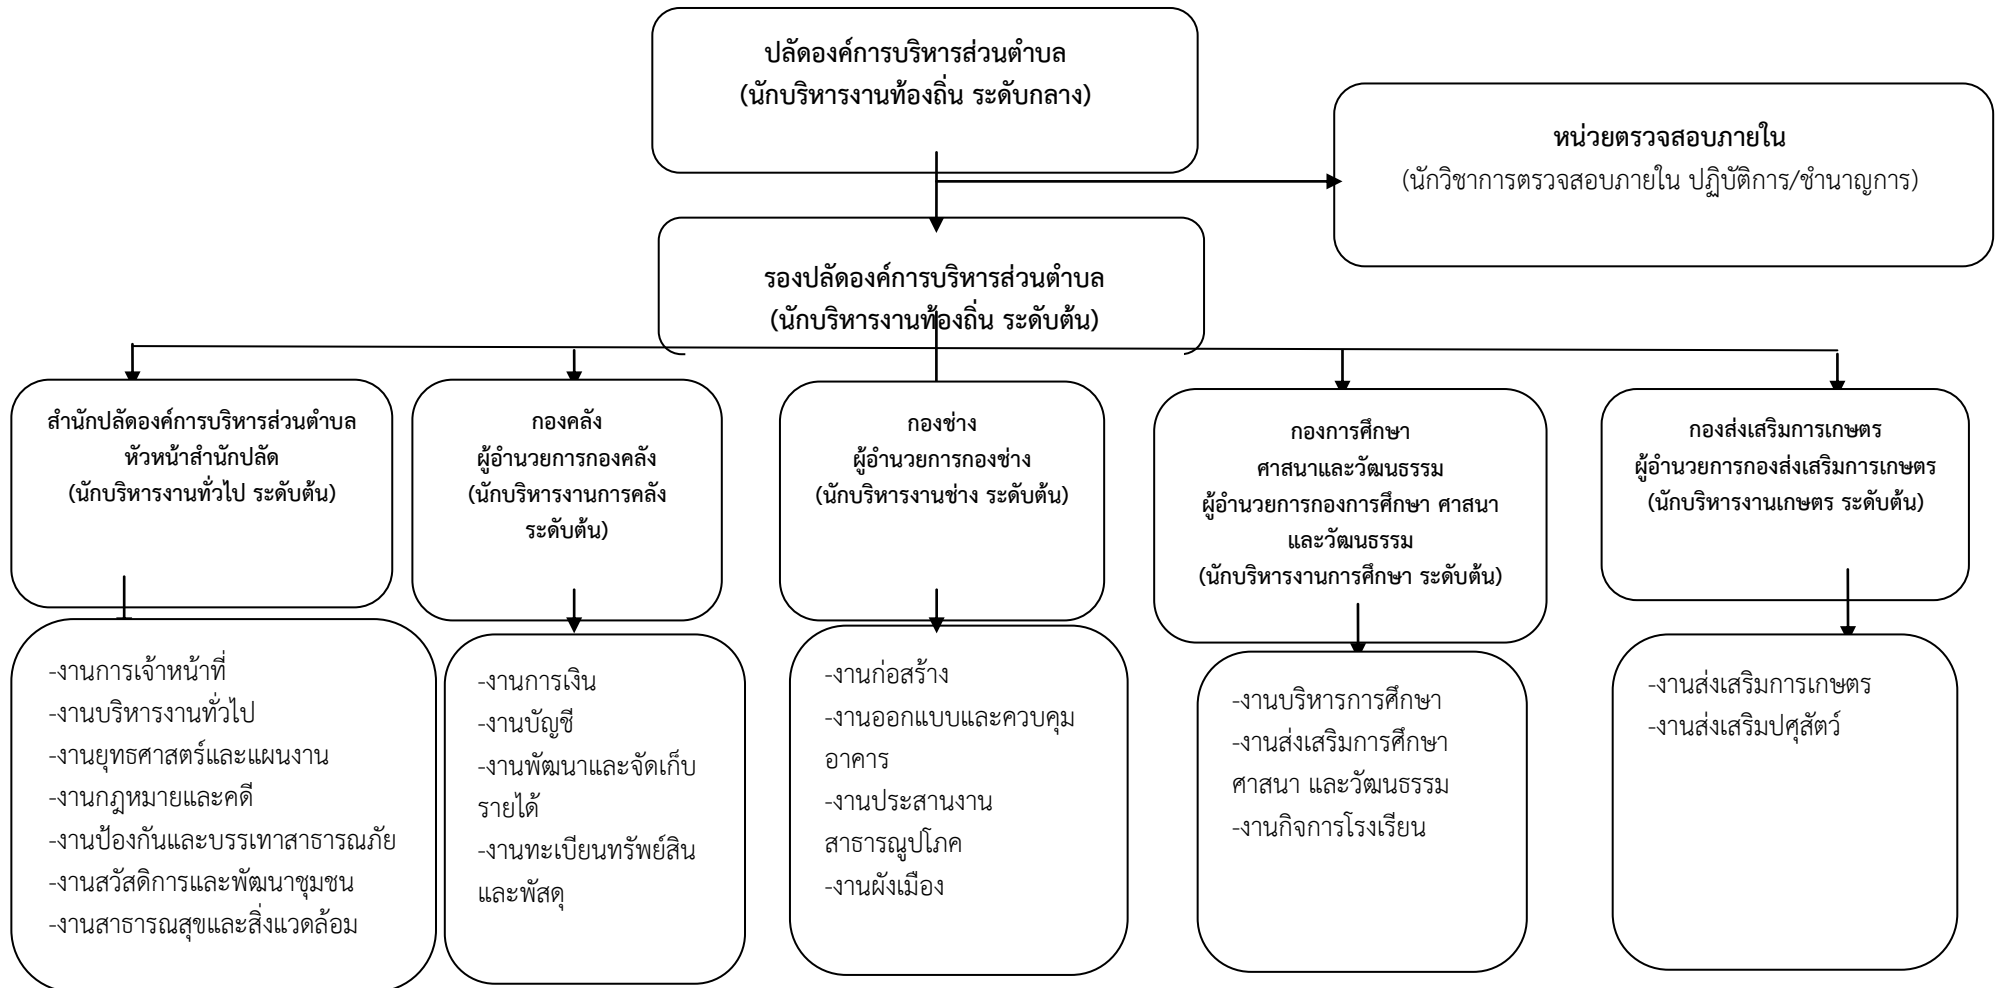 ปลัดองค์การบริหารส่วนตำบล
(นักบริหารงานท้องถิ่น ระดับกลาง)
หน่วยตรวจสอบภายใน
(นักวิชาการตรวจสอบภายใน ปฏิบัติการ/ชำนาญการ)
รองปลัดองค์การบริหารส่วนตำบล
(นักบริหารงานท้องถิ่น ระดับต้น)
สำนักปลัดองค์การบริหารส่วนตำบล
หัวหน้าสำนักปลัด
(นักบริหารงานทั่วไป ระดับต้น)
กองคลัง
ผู้อำนวยการกองคลัง
(นักบริหารงานการคลัง
ระดับต้น)
กองช่าง
ผู้อำนวยการกองช่าง
(นักบริหารงานช่าง ระดับต้น)
กองการศึกษา
ศาสนาและวัฒนธรรม
ผู้อำนวยการกองการศึกษา ศาสนา
และวัฒนธรรม
(นักบริหารงานการศึกษา ระดับต้น)
กองส่งเสริมการเกษตร
ผู้อำนวยการกองส่งเสริมการเกษตร
(นักบริหารงานเกษตร ระดับต้น)
-งานการเจ้าหน้าที่
-งานบริหารงานทั่วไป
-งานยุทธศาสตร์และแผนงาน
-งานกฎหมายและคดี
-งานป้องกันและบรรเทาสาธารณภัย
-งานสวัสดิการและพัฒนาชุมชน
-งานสาธารณสุขและสิ่งแวดล้อม
-งานการเงิน
-งานบัญชี
-งานพัฒนาและจัดเก็บ
รายได้
-งานทะเบียนทรัพย์สิน
และพัสดุ
-งานก่อสร้าง
-งานออกแบบและควบคุม
อาคาร
-งานประสานงาน
สาธารณูปโภค
-งานผังเมือง
-งานบริหารการศึกษา
-งานส่งเสริมการศึกษา
ศาสนา และวัฒนธรรม
-งานกิจการโรงเรียน
-งานส่งเสริมการเกษตร
-งานส่งเสริมปศุสัตว์